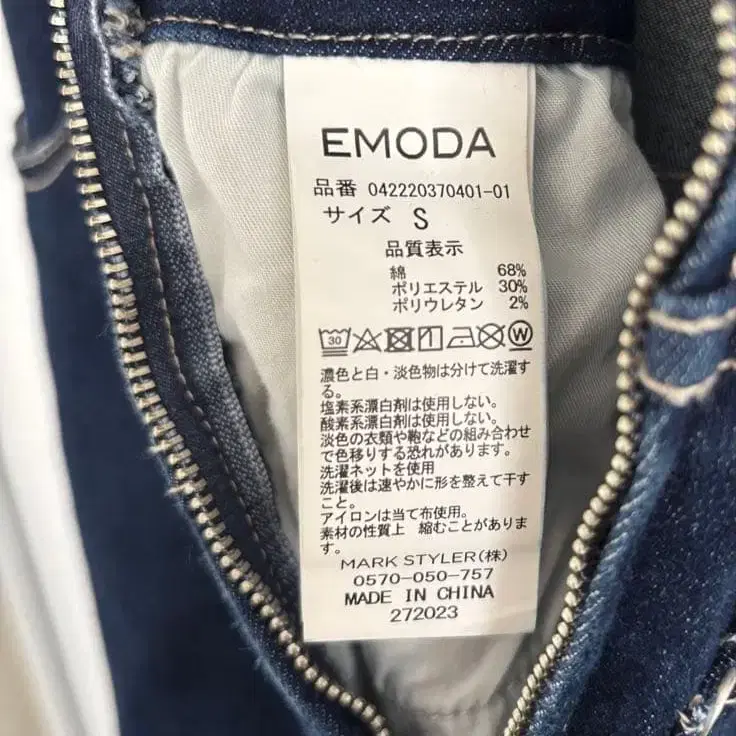 EMODA
品番 042220370401-01
サイズ S
品質表示
綿 68%
ポリエステル 30%
ポリウレタン 2%
30 1 W
濃色と白・淡色物は分けて洗濯す
る。
塩素系漂白剤は使用しない。
酸素系漂白剤は使用しない。
淡色の衣類や鞄などの組み合わせ
で色移りする恐れがあります。
洗濯ネットを使用
洗濯後は速やかに形を整えて干す
こと。
アイロンは当て布使用。
素材の性質上 縮むことがありま
す。
MARK STYLER(株)
0570-050-757
MADE IN CHINA
272023